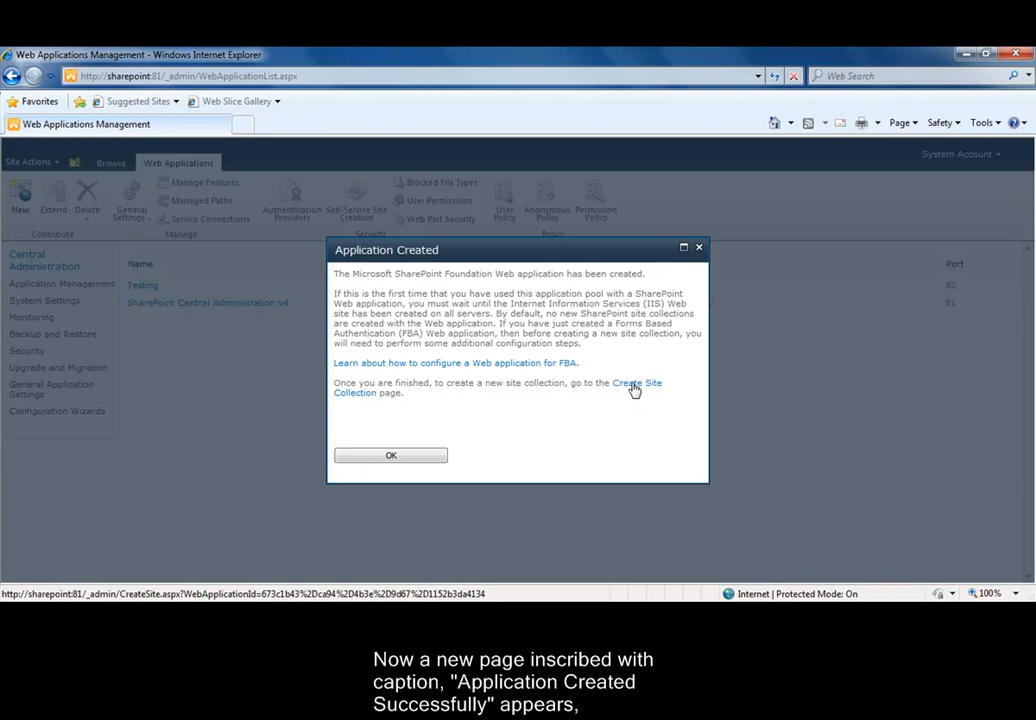 Web Applications Management - Windows Internet Explorer
http://sharepoint:81/_admin/WebApplicationList.aspx
Web Search
Favorites
Suggested Sites
Web Slice Gallery
Web Applications Management
Page
Safety
Tools
Site Actions
Browse
Web Applications
System Account
New
Extend
Delete
General Settings
Manage Features
Managed Paths
Service Connections
Authentication Providers
Self-Service Site Creation
Blocked File Types
User Permissions
Web Part Security
User Policy
Anonymous Policy
Permission Policy
Contribute
Manage
Security
Policy
Central Administration
Application Management
System Settings
Monitoring
Backup and Restore
Security
Upgrade and Migration
General Application Settings
Configuration Wizards
Name
Port
Testing
82
SharePoint Central Administration v4
81
Application Created
The Microsoft SharePoint Foundation Web application has been created.
If this is the first time that you have used this application pool with a SharePoint
Web application, you must wait until the Internet Information Services (IIS) Web
site has been created on all servers. By default, no new SharePoint site collections
are created with the Web application. If you have just created a Forms Based
Authentication (FBA) Web application, then before creating a new site collection, you
will need to perform some additional configuration steps.
Learn about how to configure a Web application for FBA.
Once you are finished, to create a new site collection, go to the Create Site
Collection page.
OK
http://sharepoint:81/_admin/CreateSite.aspx?WebApplicationId=673c1b43%2Dca94%2D4b3e%2D9d67%2D1152b3da4134
Internet | Protected Mode: On
100%
Now a new page inscribed with
caption, "Application Created
Successfully" appears,